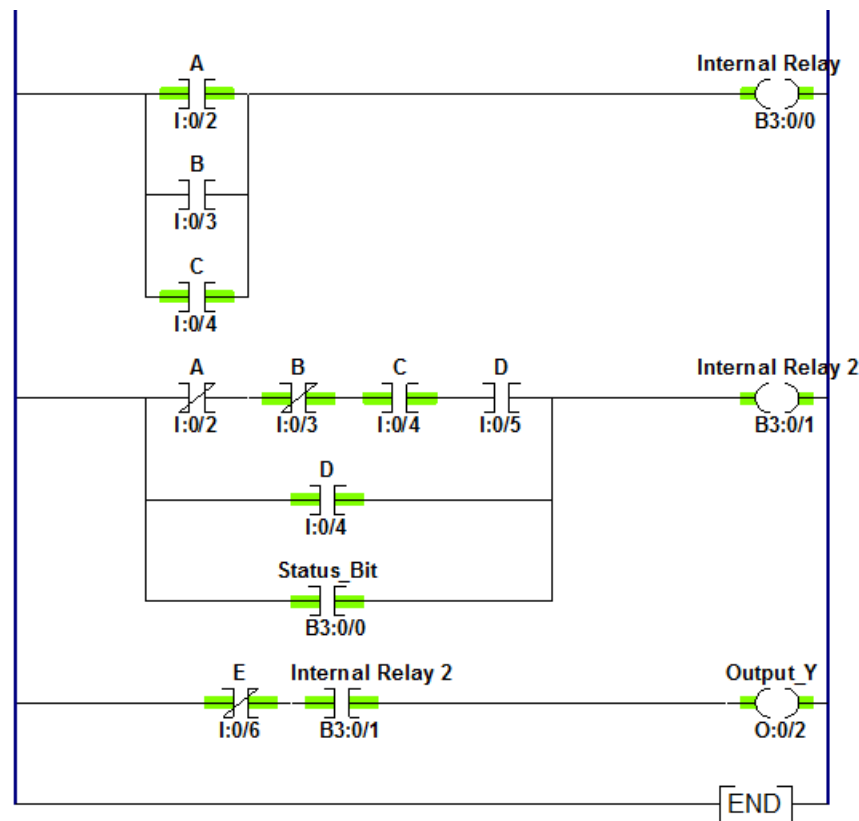 A Internal Relay
I:0/2 B3:0/0
B
I:0/3
C
I:0/4
A B C D Internal Relay 2
I:0/2 I:0/3 I:0/4 I:0/5 B3:0/1
D
I:0/4
Status_Bit
B3:0/0
E Internal Relay 2 Output_Y
I:0/6 B3:0/1 O:0/2
END